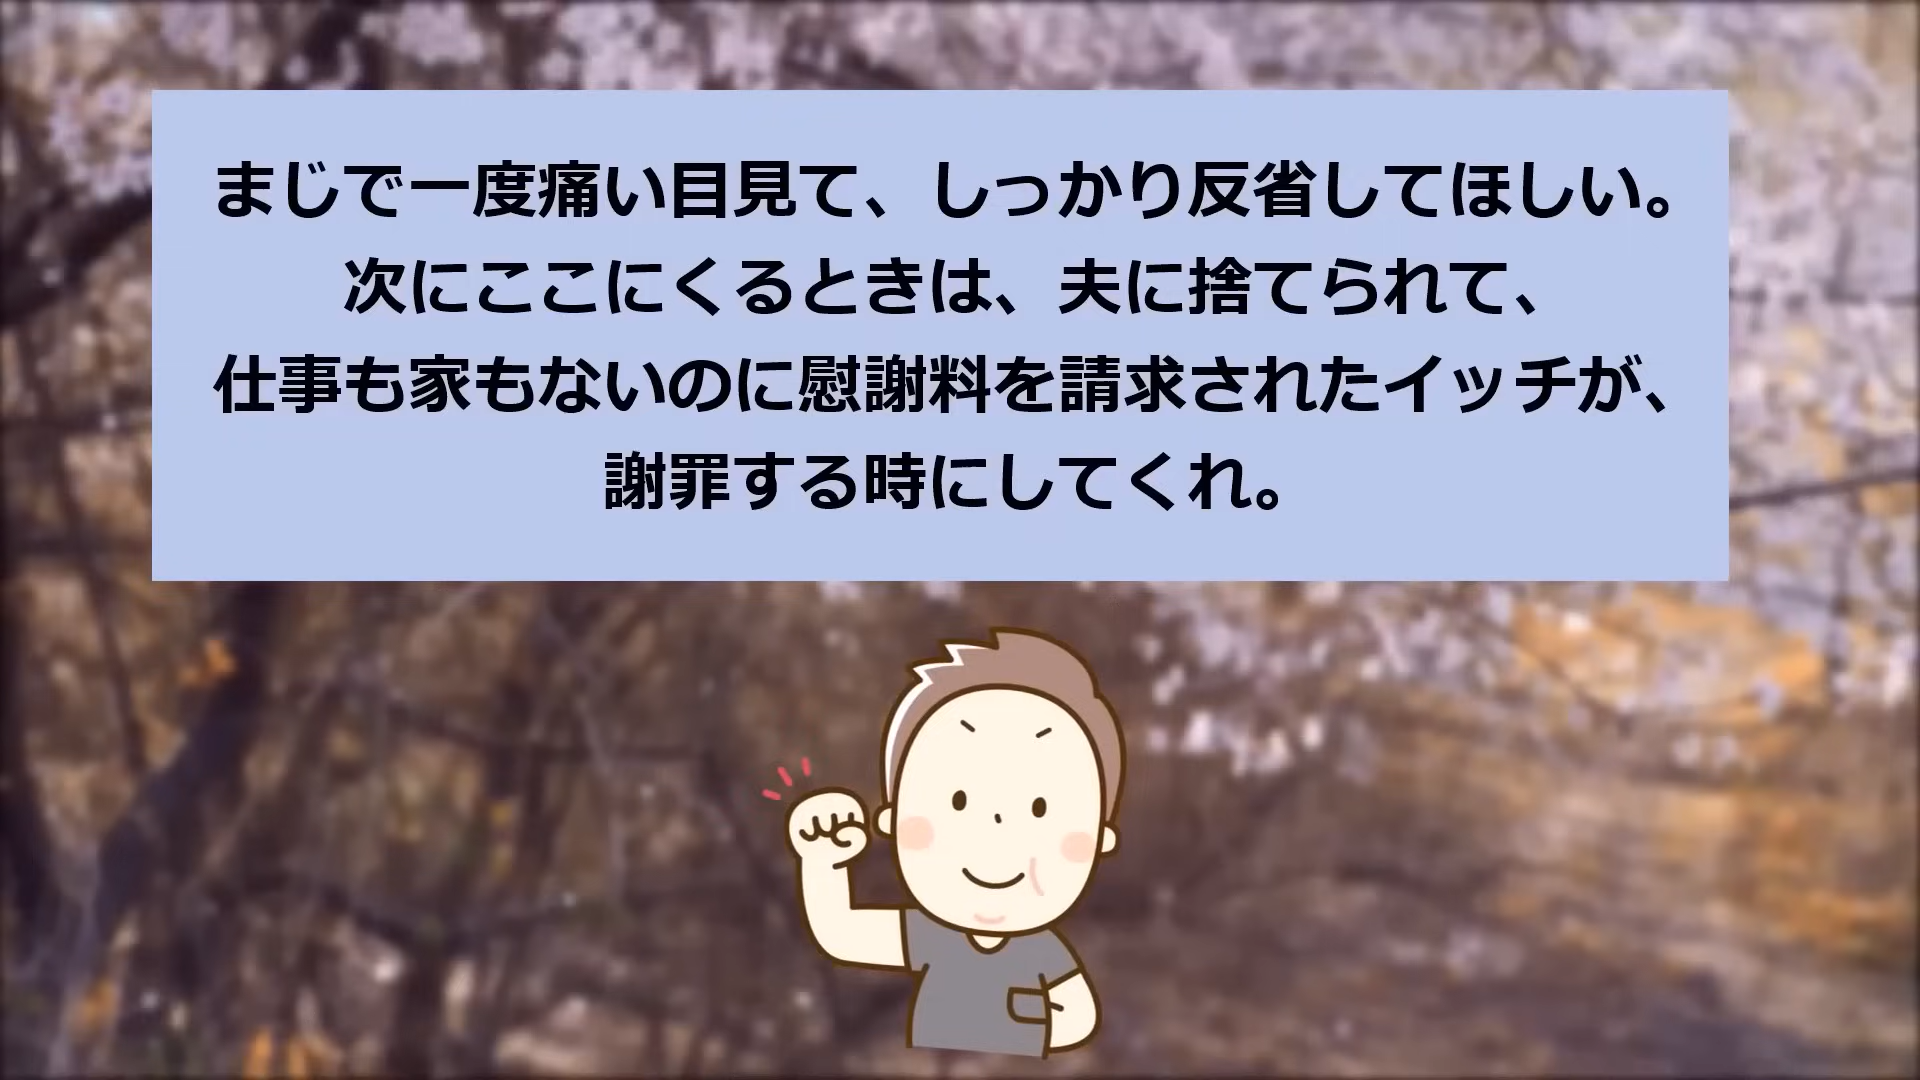 まじで一度痛い目見て、しっかり反省してほしい。
次にここにくるときは、夫に捨てられて、
仕事も家もないのに慰謝料を請求されたイッチが、
謝罪する時にしてくれ。